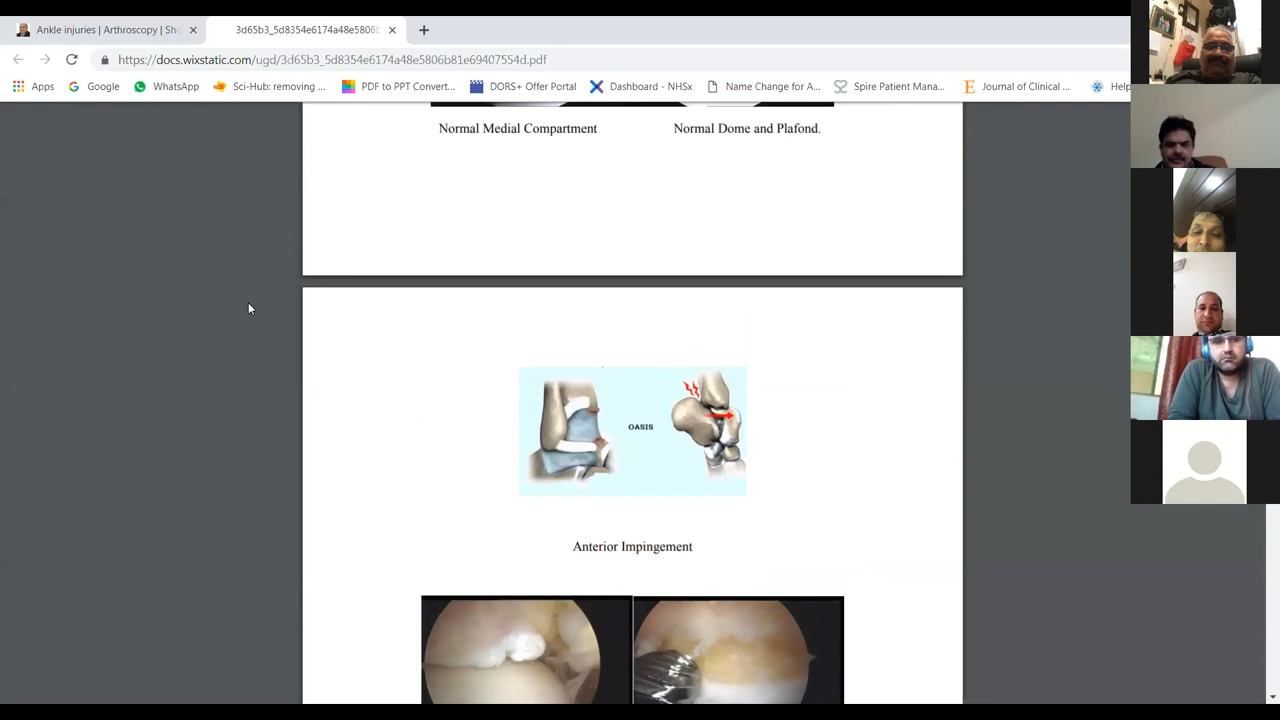 Ankle injuries | Arthroscopy | Sho
3d65b3_5d8354e6174a48e5806b
https://docs.wixstatic.com/ugd/3d65b3_5d8354e6174a48e5806b81e69407554d.pdf
Apps Google WhatsApp Sci-Hub: removing ... PDF to PPT Convert... DORS+ Offer Portal Dashboard - NHSx Name Change for A... Spire Patient Mana... Journal of Clinical ... Help
Normal Medial Compartment Normal Dome and Plafond.
OASIS
Anterior Impingement